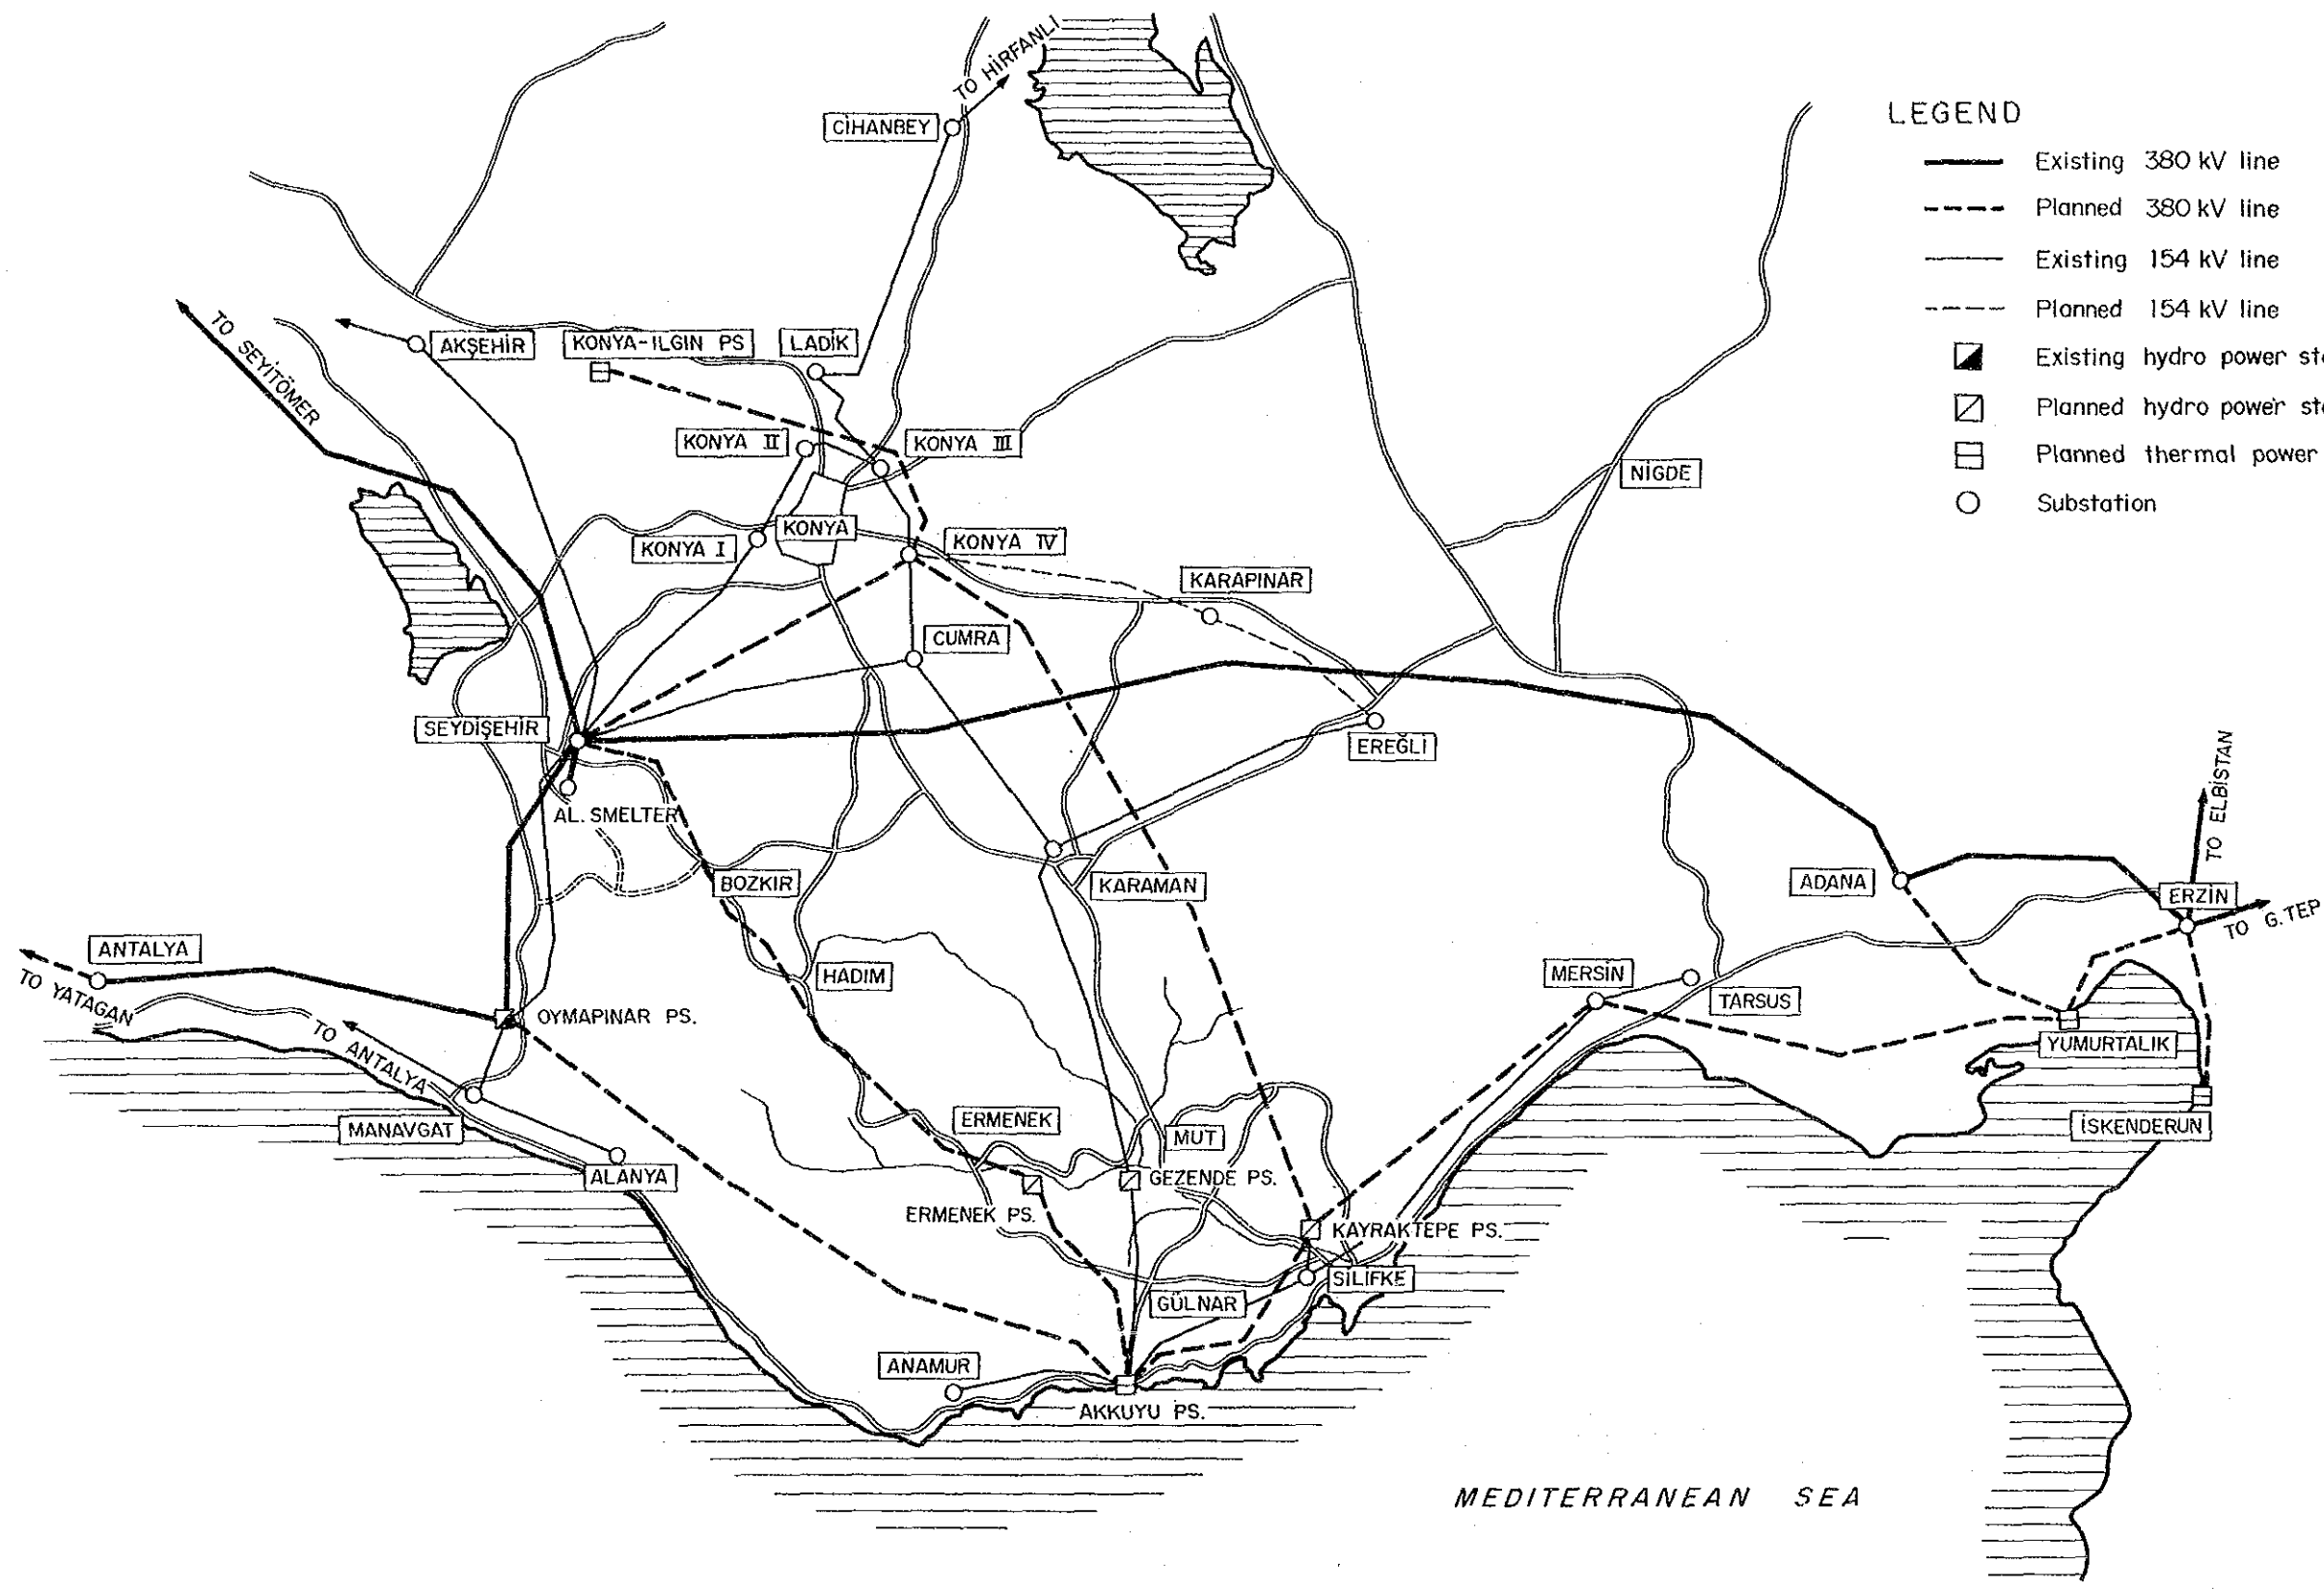 TO HİRFANLI
CİHANBEY
LEGEND
Existing 380 kV line
Planned 380 kV line
Existing 154 kV line
Planned 154 kV line
Existing hydro power
Planned hydro power
Planned thermal power
Substation
TO SEYİTÖMER
AKŞEHİR
KONYA-ILGIN PS
LADİK
KONYA II
KONYA III
NİGDE
KONYA
KONYA I
KONYA IV
KARAPINAR
CUMRA
SEYDİŞEHİR
EREĞLİ
AL. SMELTER
TO ELBİSTAN
BOZKIR
KARAMAN
ADANA
ERZİN
TO G.TEP
ANTALYA
TO YATAGAN
HADIM
MERSİN
TARSUS
OYMAPINAR PS.
TO ANTALYA
YUMURTALIK
MANAVGAT
ERMENEK
MUT
İSKENDERUN
ALANYA
GEZENDE PS.
ERMENEK PS.
KAYRAKTEPE PS.
SİLİFKE
GÜLNAR
ANAMUR
AKKUYU PS.
MEDITERRANEAN SEA